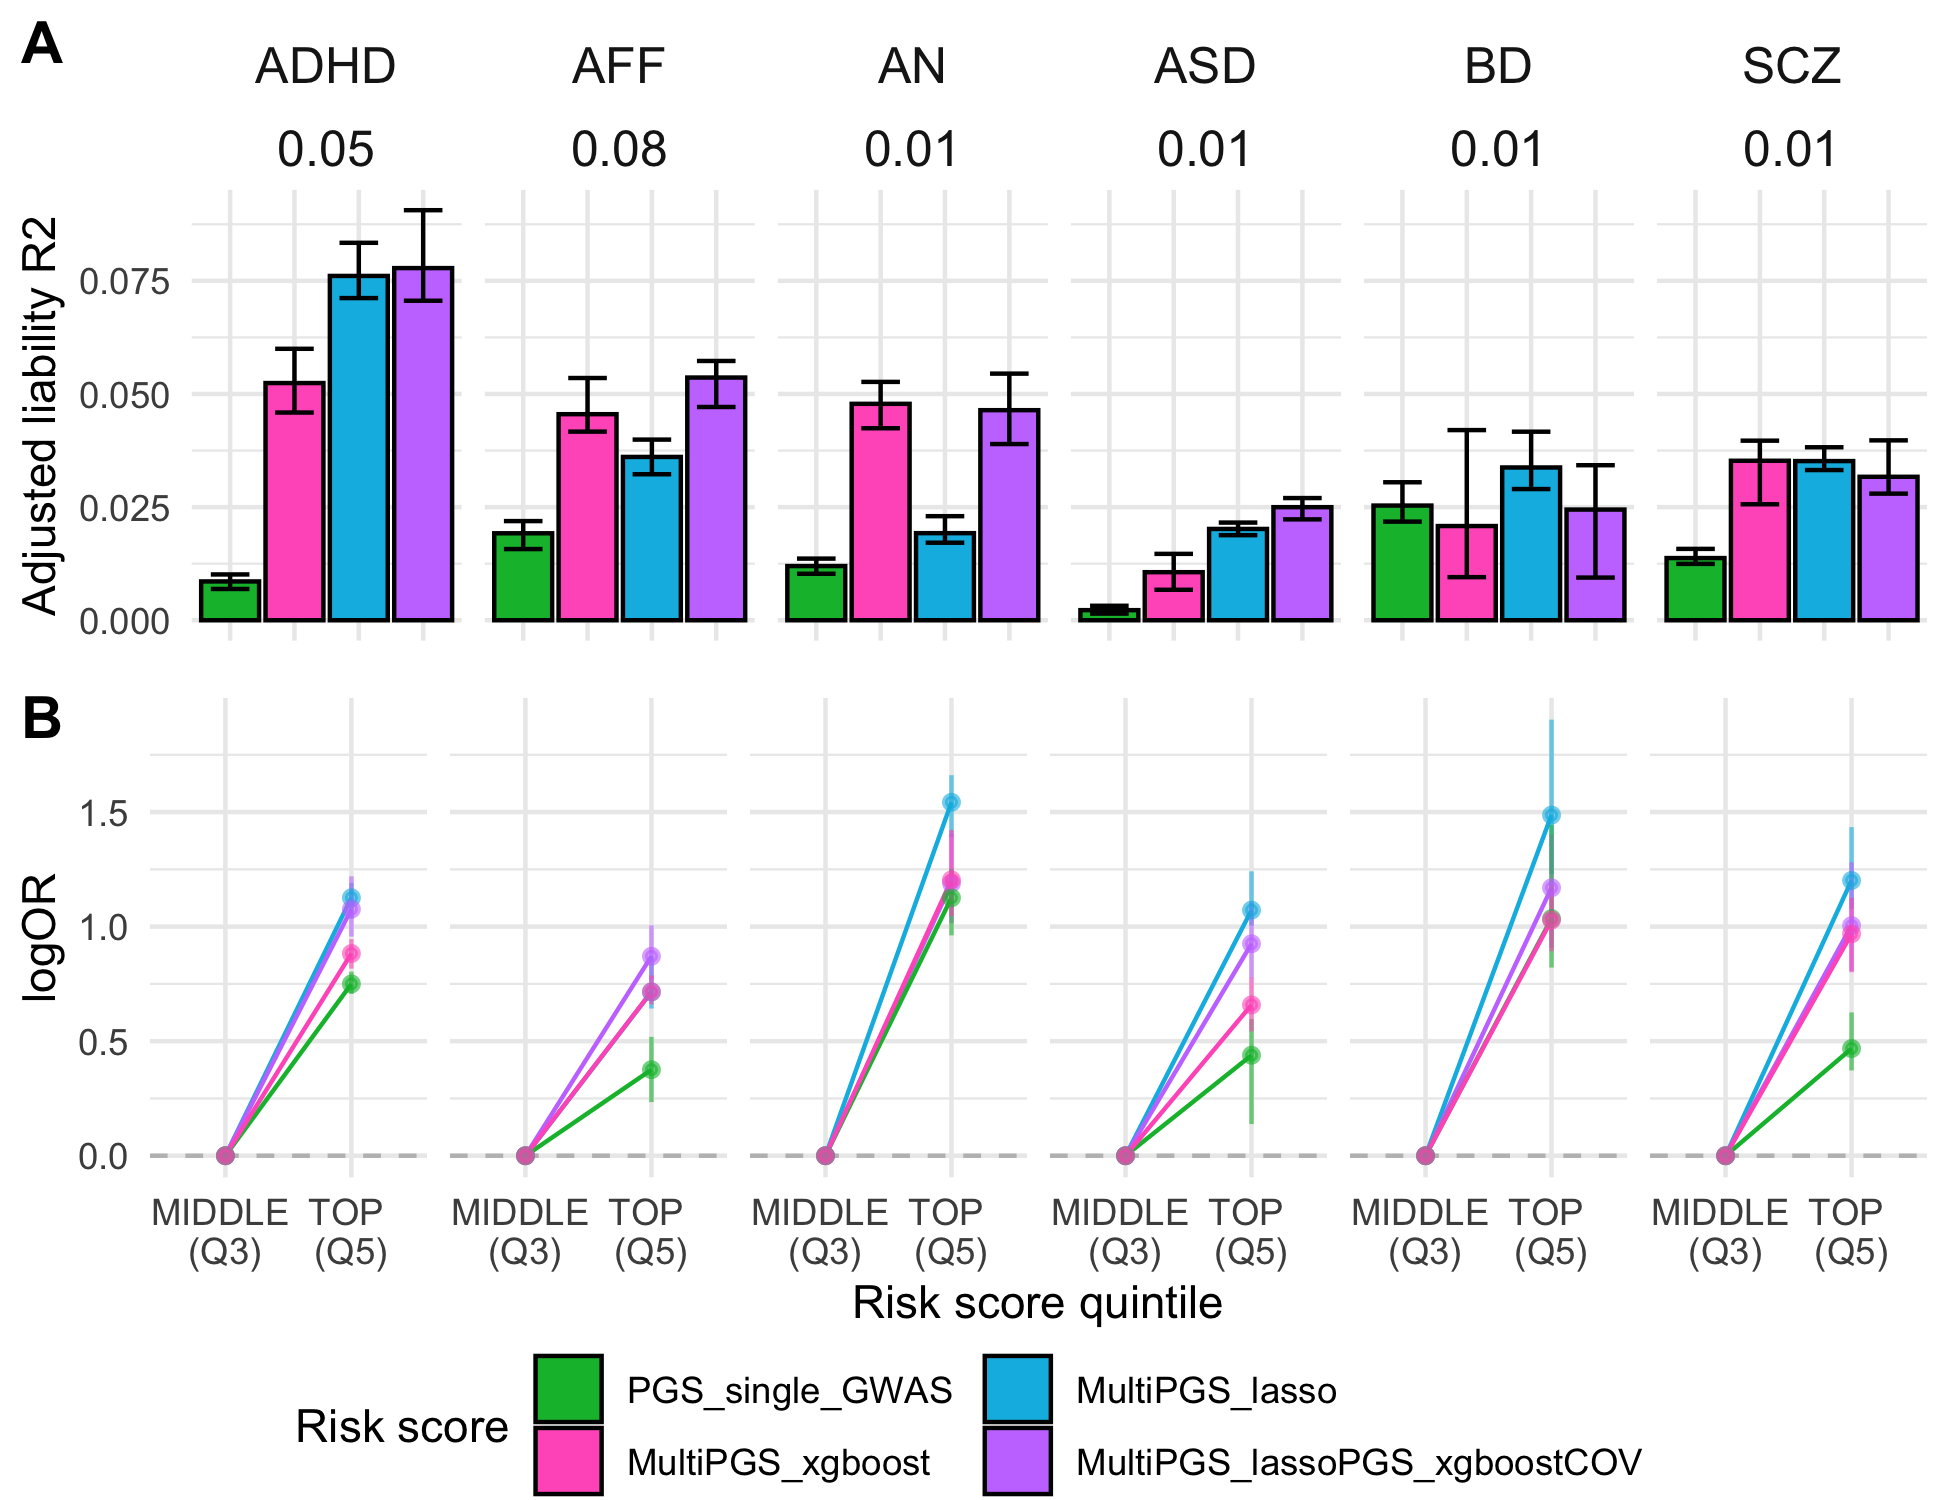 A
ADHD AFF AN ASD BD SCZ
0.05 0.08 0.01 0.01 0.01 0.01
Adjusted liability R2
0.075
0.050
0.025
0.000
B
logOR
1.5
1.0
0.5
0.0
MIDDLE TOP MIDDLE TOP MIDDLE TOP MIDDLE TOP MIDDLE TOP MIDDLE TOP
(Q3) (Q5) (Q3) (Q5) (Q3) (Q5) (Q3) (Q5) (Q3) (Q5) (Q3) (Q5)
Risk score quintile
Risk score
PGS_single_GWAS MultiPGS_lasso
MultiPGS_xgboost MultiPGS_lassoPGS_xgboostCOV